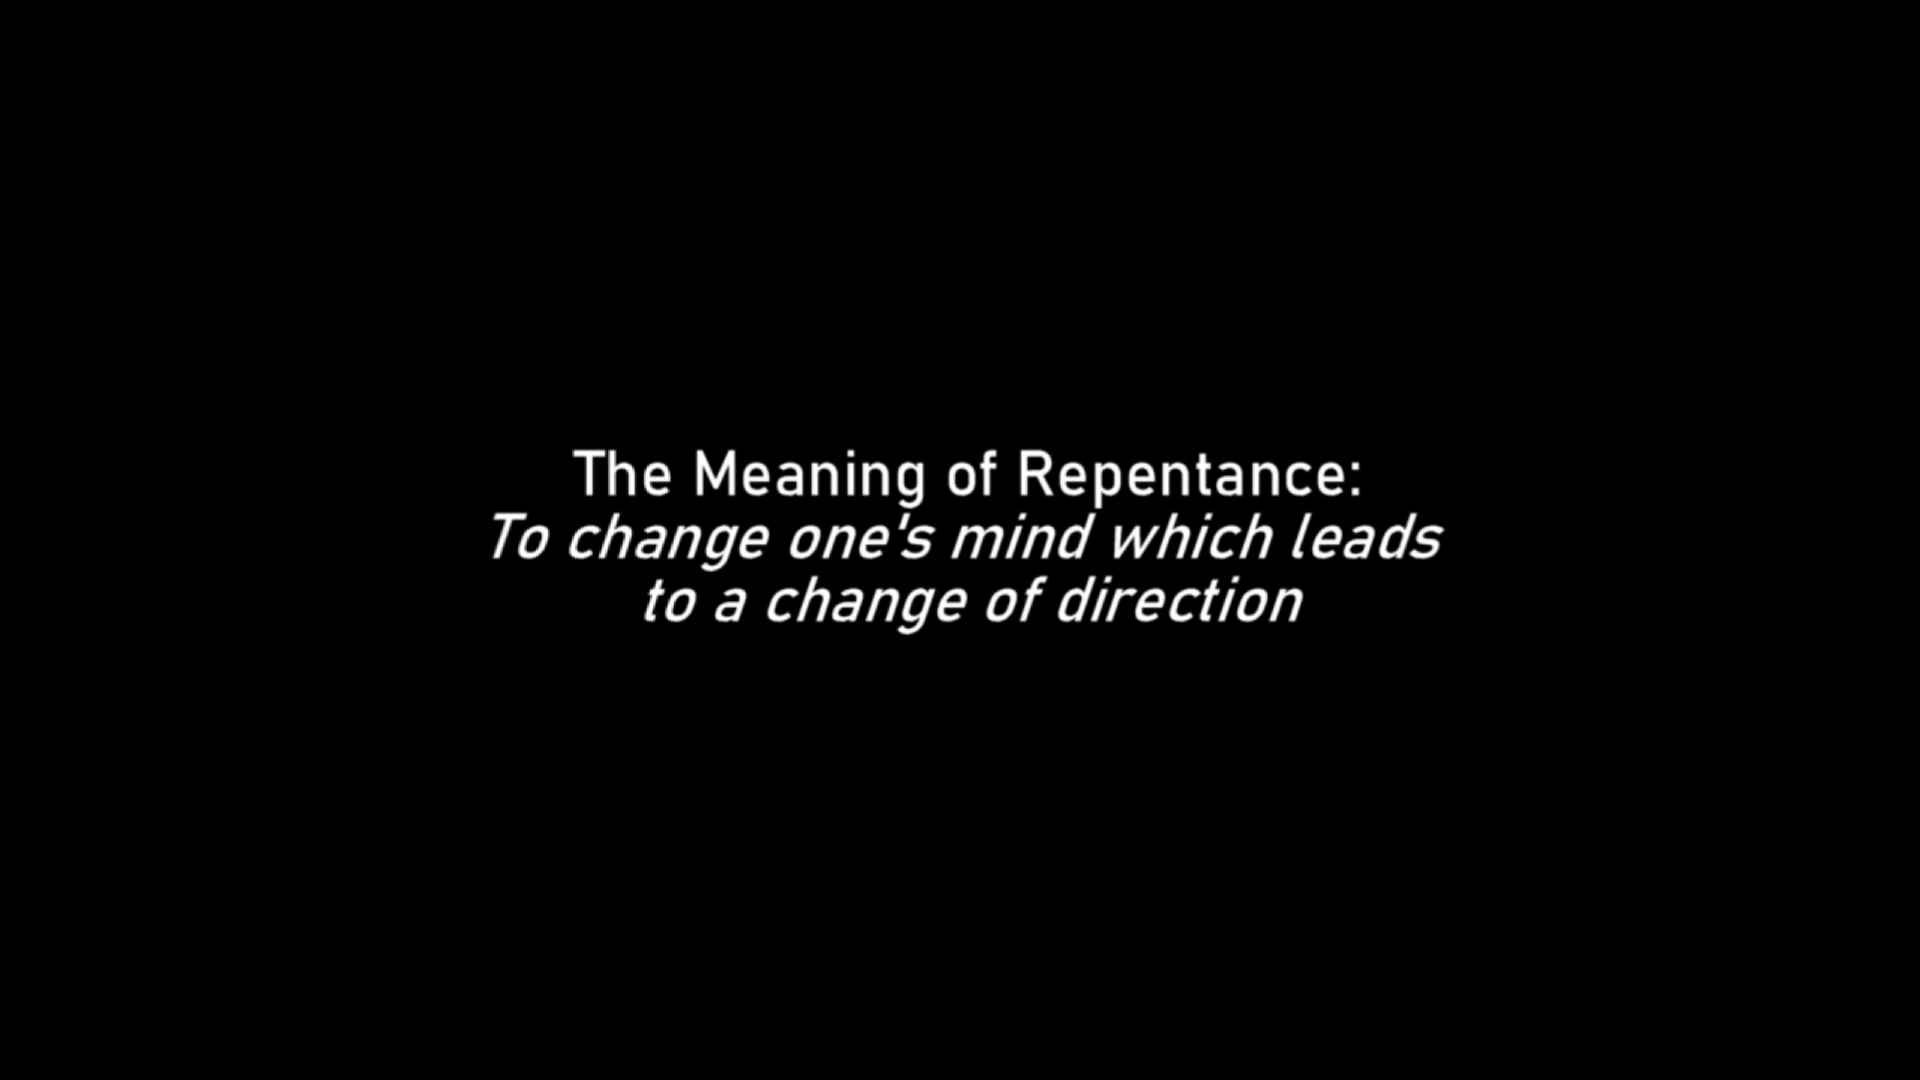 The Meaning of Repentance:
To change one's mind which leads
to a change of direction